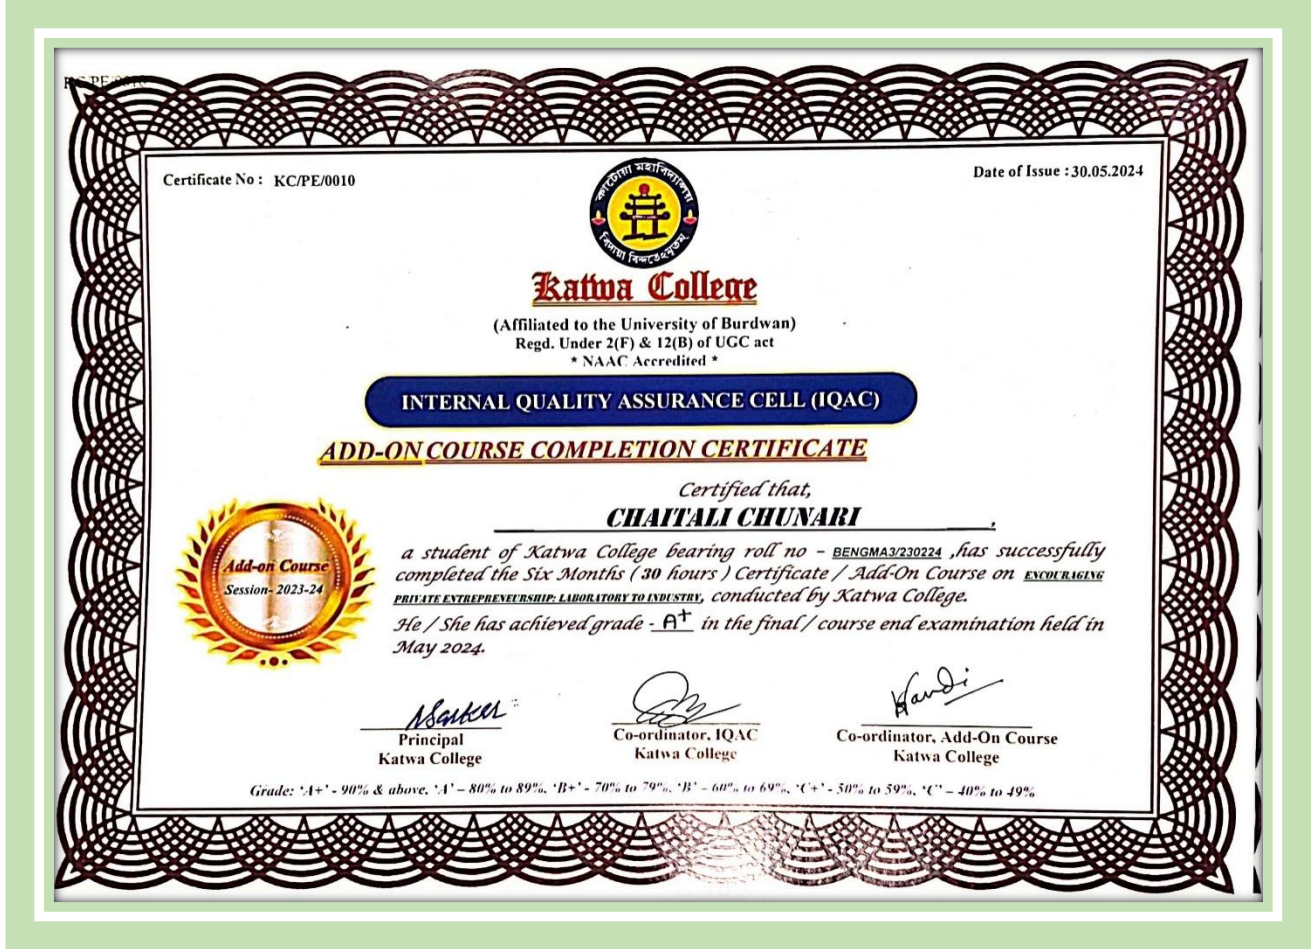 KC/PE/0010
Certificate No : KC/PE/0010
Date of Issue : 30.05.2024
কাটোয়া মহাবিদ্যালয়
Katwa College
(Affiliated to the University of Burdwan)
Regd. Under 2(F) & 12(B) of UGC act
* NAAC Accredited *
INTERNAL QUALITY ASSURANCE CELL (IQAC)
ADD-ON COURSE COMPLETION CERTIFICATE
Certified that,
CHAITALI CHUNARI ,
a student of Katwa College bearing roll no – BENGMA3/230224 ,has successfully
completed the Six Months ( 30 hours ) Certificate / Add-On Course on ENCOURAGING
PRIVATE ENTREPRENEURSHIP: LABORATORY TO INDUSTRY, conducted by Katwa College.
He / She has achieved grade - A+ in the final / course end examination held in
May 2024.
Add-on Course
Session- 2023-24
Principal
Katwa College
Co-ordinator, IQAC
Katwa College
Co-ordinator, Add-On Course
Katwa College
Grade: 'A+' - 90% & above, 'A' – 80% to 89%, 'B+' - 70% to 79%, 'B' – 60% to 69%, 'C+' - 50% to 59%, 'C' – 40% to 49%